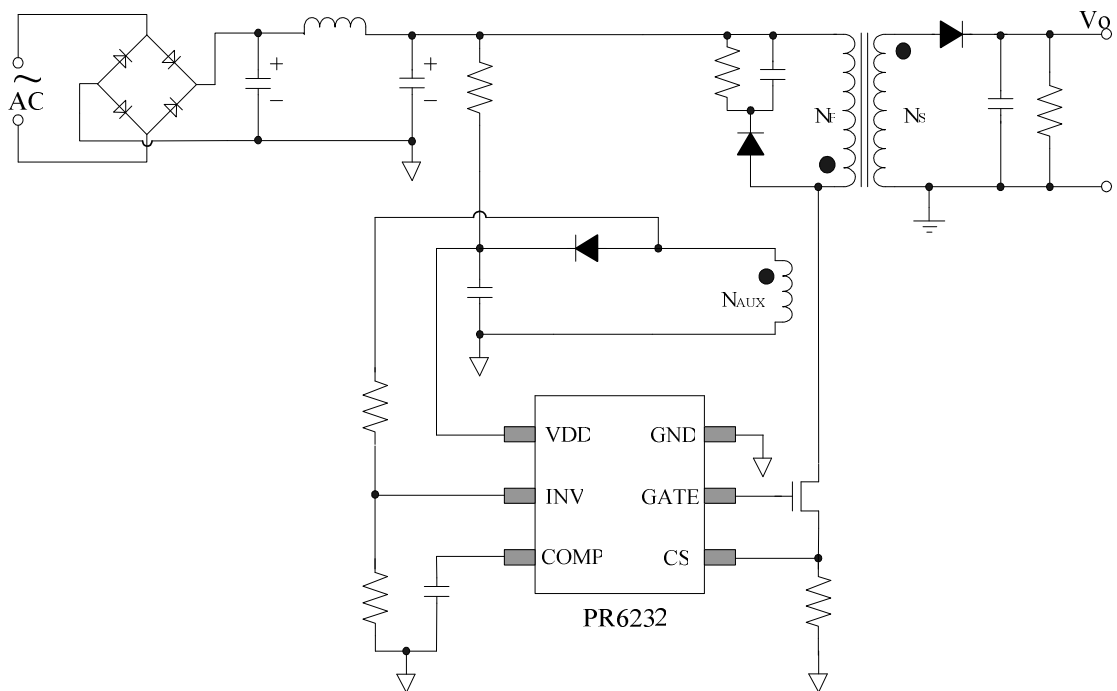 Vo
~
AC
+
−
+
−
NP
NS
NAUX
VDD
GND
INV
GATE
COMP
CS
PR6232